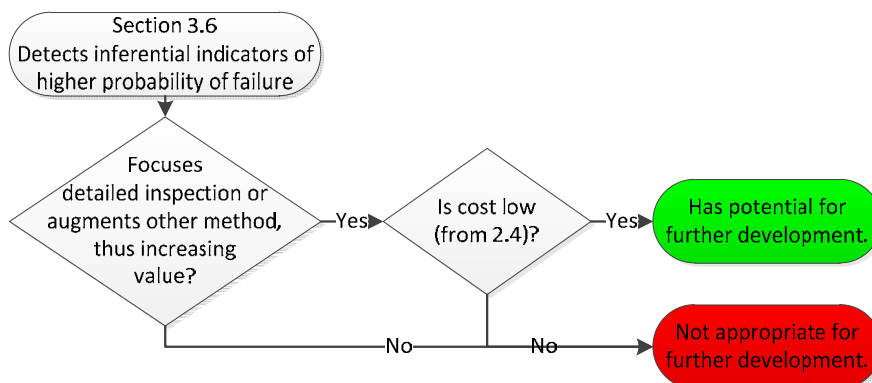 Section 3.6
Detects inferential indicators of
higher probability of failure
Focuses
detailed inspection or
augments other method,
thus increasing
value?
Yes
Is cost low
(from 2.4)?
Yes
Has potential for
further development.
No
No
Not appropriate for
further development.